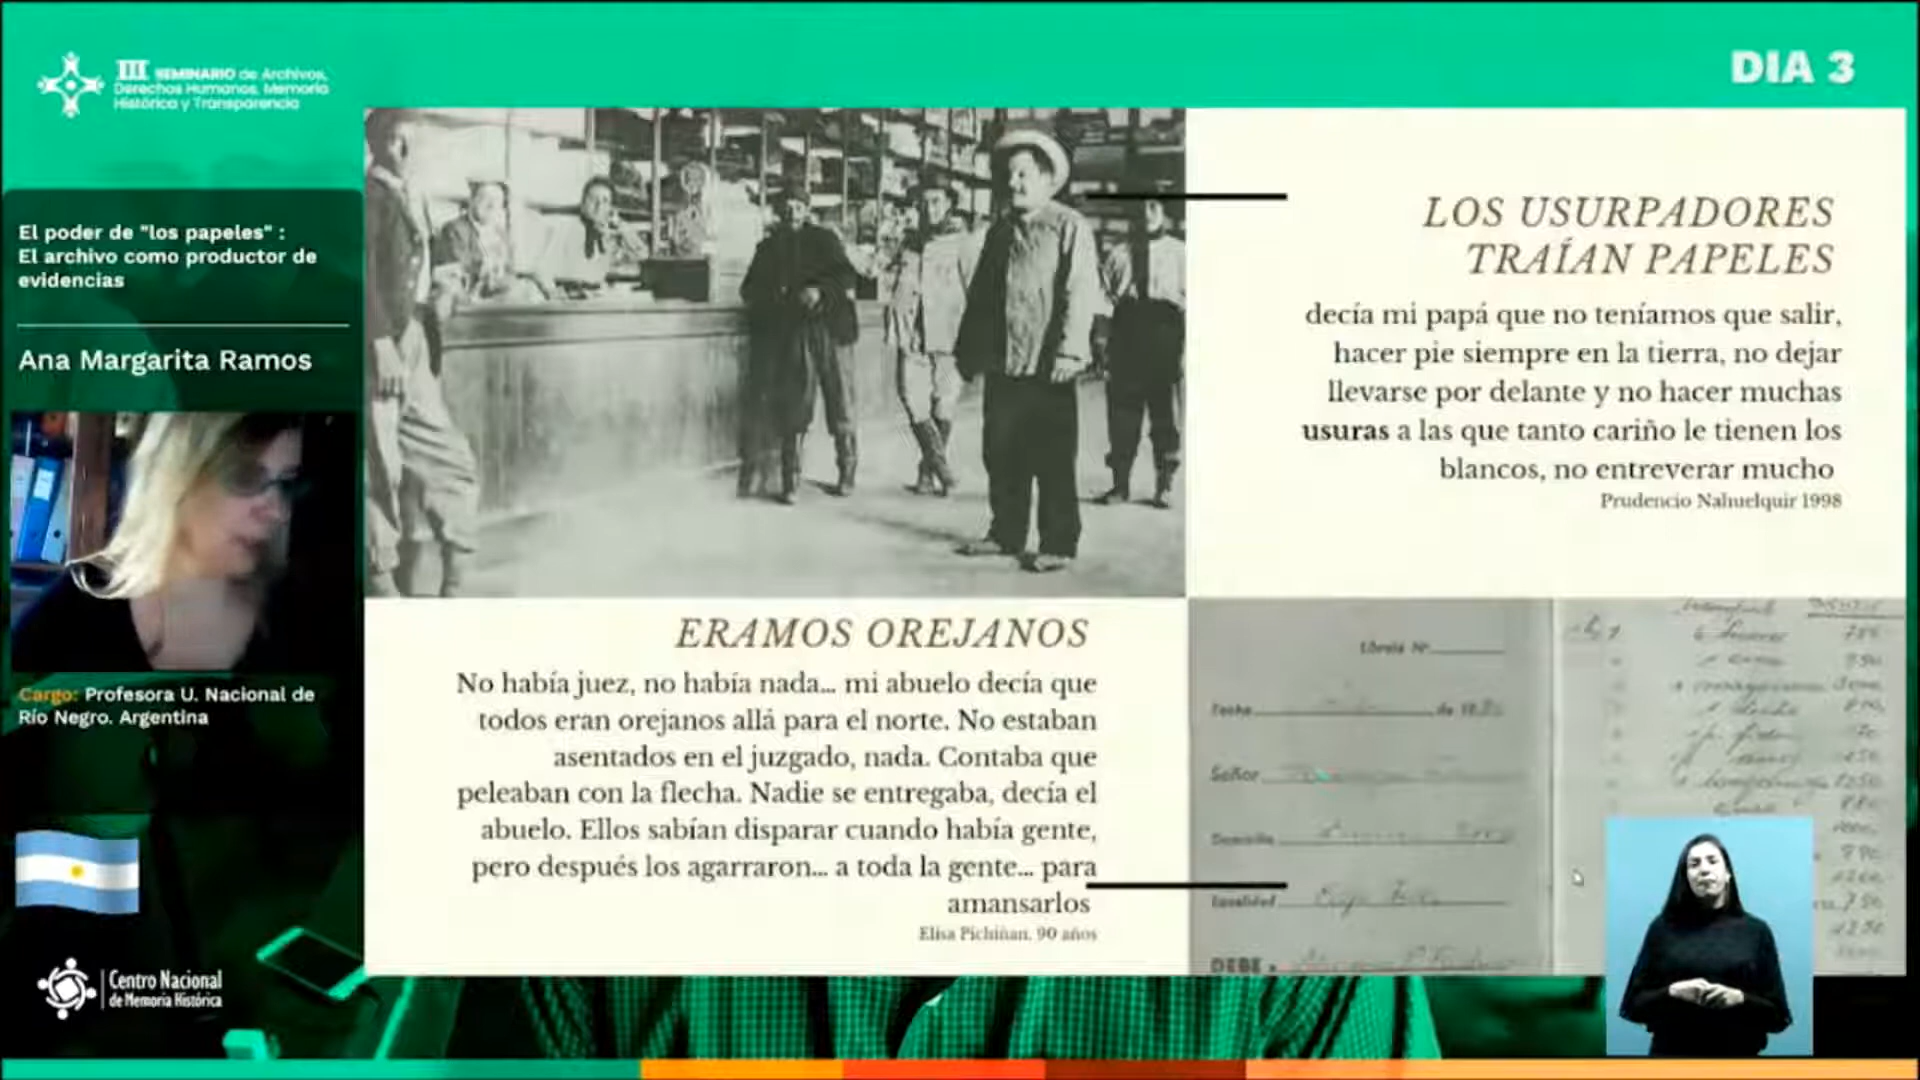 III SEMINARIO de Archivos,
Derechos Humanos, Memoria
Histórica y Transparencia
DIA 3
El poder de "los papeles" :
El archivo como productor de
evidencias
Ana Margarita Ramos
Cargo: Profesora U. Nacional de
Río Negro. Argentina
Centro Nacional
de Memoria Histórica
LOS USURPADORES
TRAÍAN PAPELES
decía mi papá que no teníamos que salir,
hacer pie siempre en la tierra, no dejar
llevarse por delante y no hacer muchas
usuras a las que tanto cariño le tienen los
blancos, no entreverar mucho
Prudencio Nahuelquir 1998
ERAMOS OREJANOS
No había juez, no había nada... mi abuelo decía que
todos eran orejanos allá para el norte. No estaban
asentados en el juzgado, nada. Contaba que
peleaban con la flecha. Nadie se entregaba, decía el
abuelo. Ellos sabían disparar cuando había gente,
pero después los agarraron... a toda la gente... para
amansarlos
Elisa Pichiñan. 90 años
Libreta Nº
Fecha
de 19
Señor
Domicilio
Localidad
DEBE